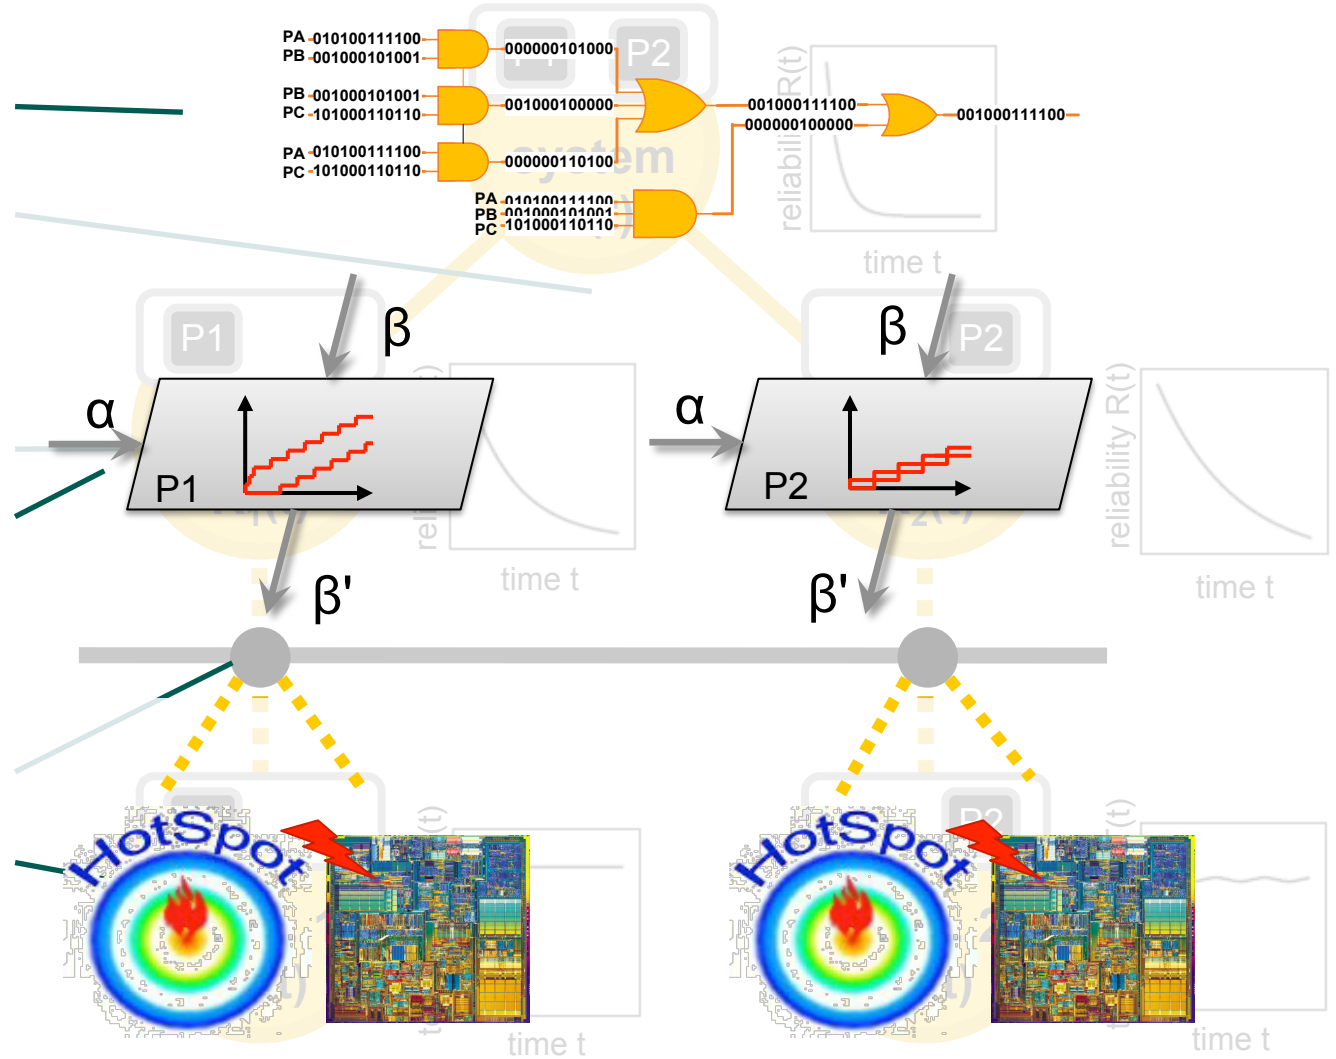 PA 010100111100
PB 001000101001
000000101000
P2
PB 001000101001
PC 101000110110
001000100000
001000111100
000000100000
001000111100
PA 010100111100
PC 101000110110
000000110100
system
PA 010100111100
PB 001000101001
PC 101000110110
reliability R(t)
time t
β
β
P1
P2
α
α
P1
P2
reliability R(t)
time t
time t
β'
β'
HotSpot
HotSpot
P2
time t
time t